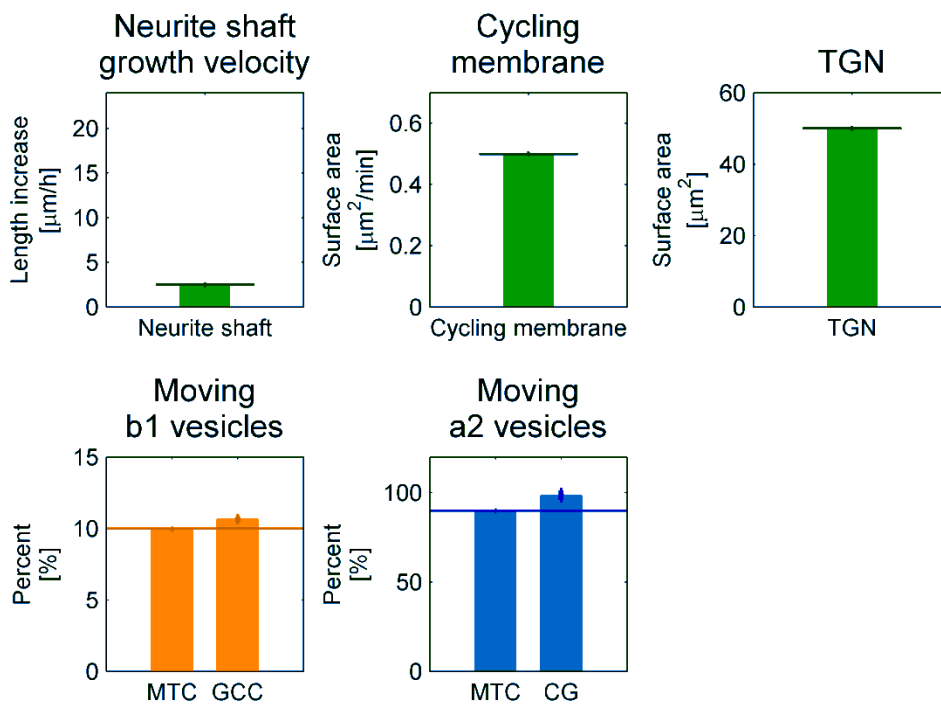 Neurite shaft
growth velocity
Length increase
[µm/h]
20
15
10
5
0
Neurite shaft
Cycling
membrane
Surface area
[µm²/min]
0.6
0.4
0.2
0
Cycling membrane
TGN
Surface area
[µm²]
60
40
20
0
TGN
Moving
b1 vesicles
Percent
[%]
15
10
5
0
MTC GCC
Moving
a2 vesicles
Percent
[%]
100
50
0
MTC CG